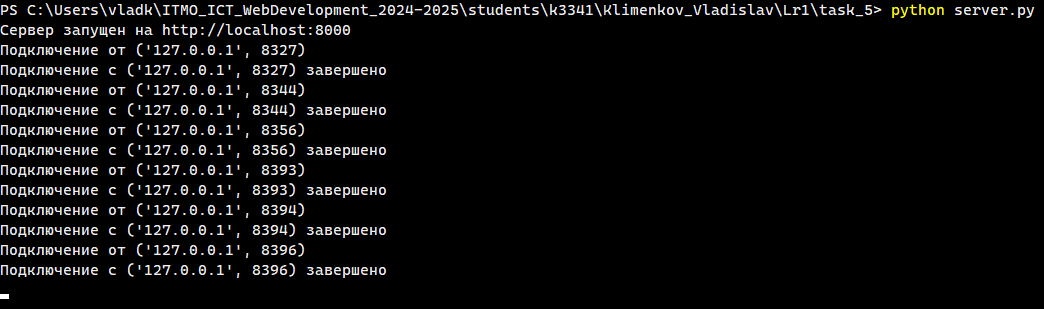 PS C:\Users\vladk\ITMO_ICT_WebDevelopment_2024-2025\students\k3341\Klimenkov_Vladislav\Lr1\task_5> python server.py
Сервер запущен на http://localhost:8000
Подключение от ('127.0.0.1', 8327)
Подключение с ('127.0.0.1', 8327) завершено
Подключение от ('127.0.0.1', 8344)
Подключение с ('127.0.0.1', 8344) завершено
Подключение от ('127.0.0.1', 8356)
Подключение с ('127.0.0.1', 8356) завершено
Подключение от ('127.0.0.1', 8393)
Подключение с ('127.0.0.1', 8393) завершено
Подключение от ('127.0.0.1', 8394)
Подключение с ('127.0.0.1', 8394) завершено
Подключение от ('127.0.0.1', 8396)
Подключение с ('127.0.0.1', 8396) завершено